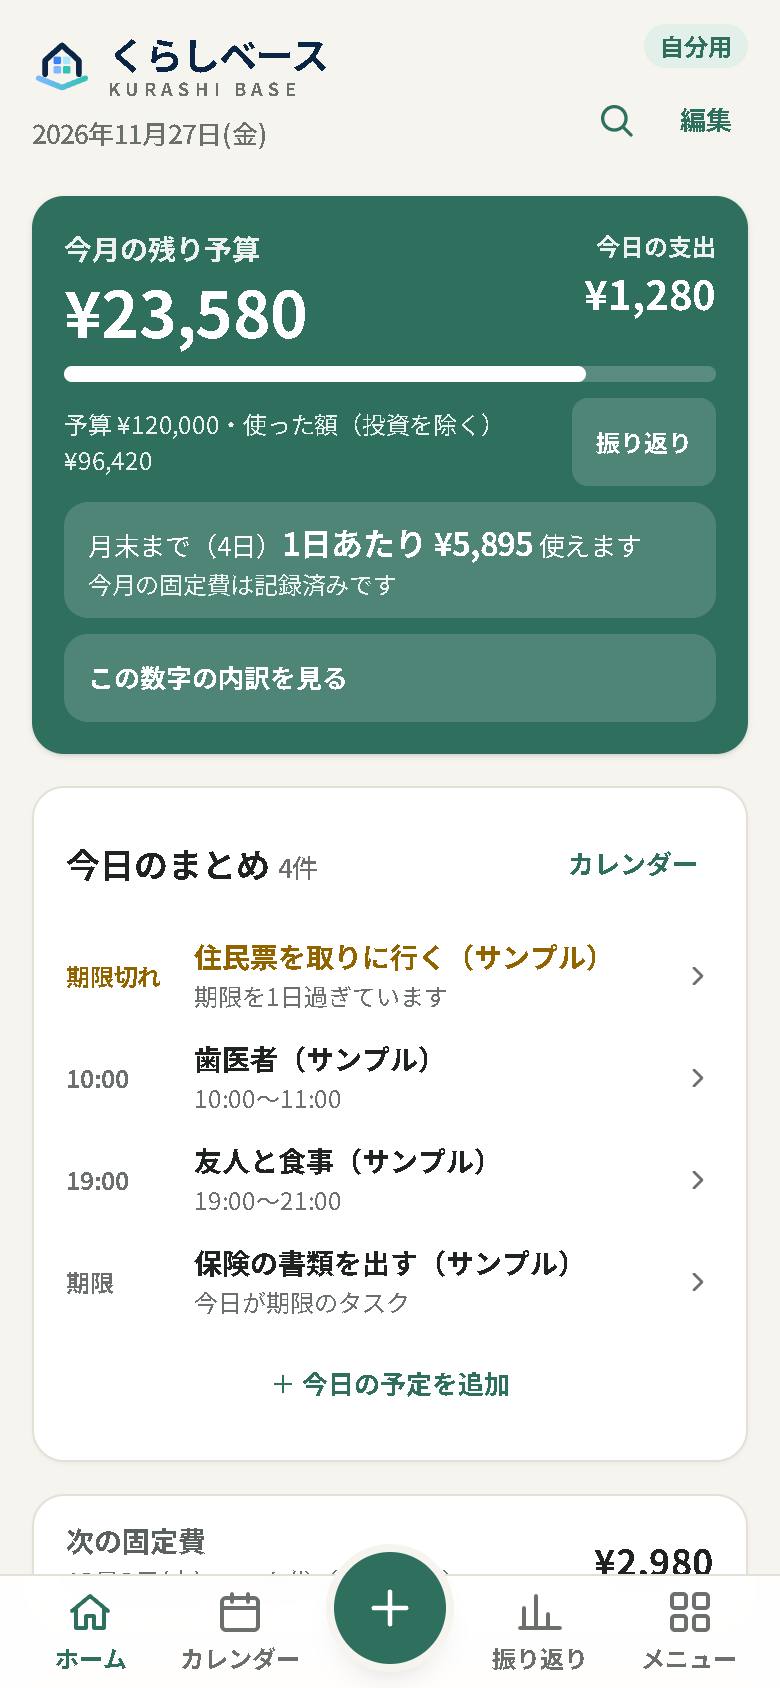 くらしベース
KURASHI BASE
自分用
2026年11月27日(金)
編集
今月の残り予算
¥23,580
今日の支出
¥1,280
予算 ¥120,000・使った額（投資を除く）
¥96,420
振り返り
月末まで（4日）1日あたり ¥5,895 使えます
今月の固定費は記録済みです
この数字の内訳を見る
今日のまとめ 4件
カレンダー
期限切れ
住民票を取りに行く（サンプル）
期限を1日過ぎています
10:00
歯医者（サンプル）
10:00〜11:00
19:00
友人と食事（サンプル）
19:00〜21:00
期限
保険の書類を出す（サンプル）
今日が期限のタスク
＋ 今日の予定を追加
次の固定費
¥2,980
ホーム
カレンダー
振り返り
メニュー